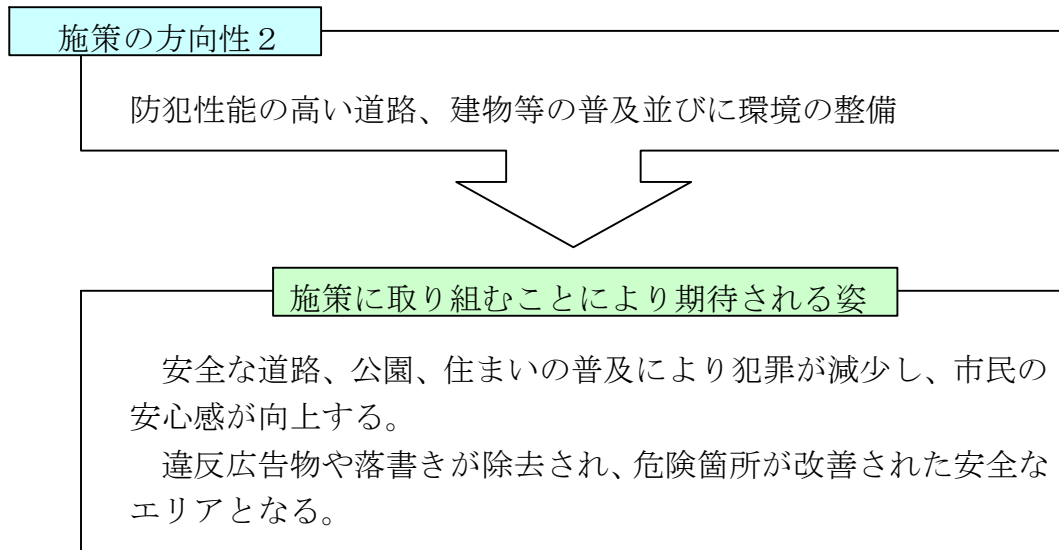 施策の方向性２
防犯性能の高い道路、建物等の普及並びに環境の整備
施策に取り組むことにより期待される姿
安全な道路、公園、住まいの普及により犯罪が減少し、市民の
安心感が向上する。
違反広告物や落書きが除去され、危険箇所が改善された安全な
エリアとなる。